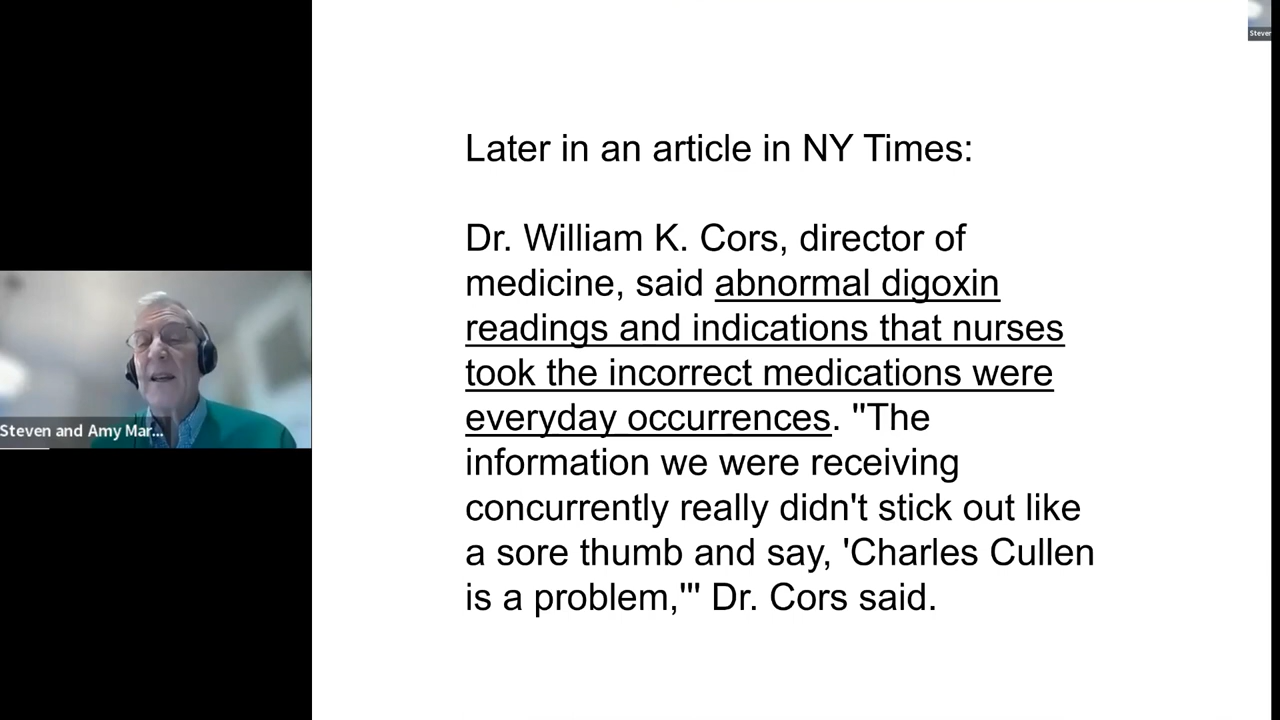 Steven
Later in an article in NY Times:
Dr. William K. Cors, director of
medicine, said abnormal digoxin
readings and indications that nurses
took the incorrect medications were
everyday occurrences. "The
information we were receiving
concurrently really didn't stick out like
a sore thumb and say, 'Charles Cullen
is a problem,'" Dr. Cors said.
Steven and Amy Mar...